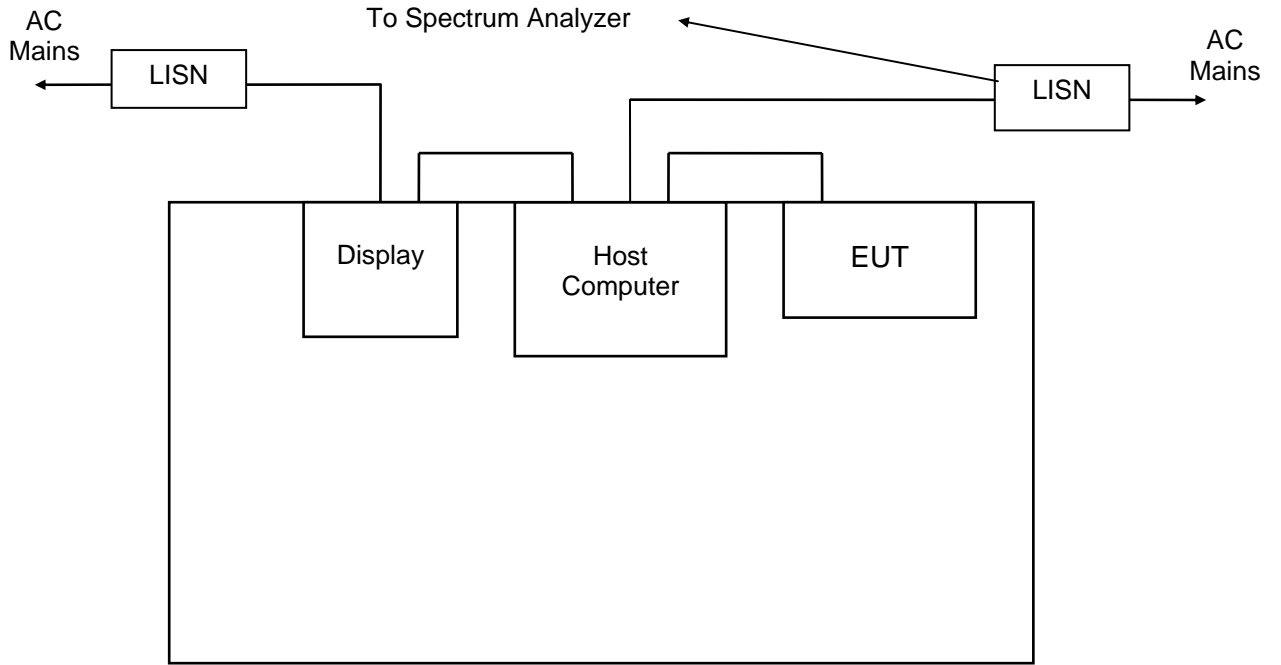 To Spectrum Analyzer
AC
Mains
LISN
AC
Mains
LISN
Display
Host
Computer
EUT